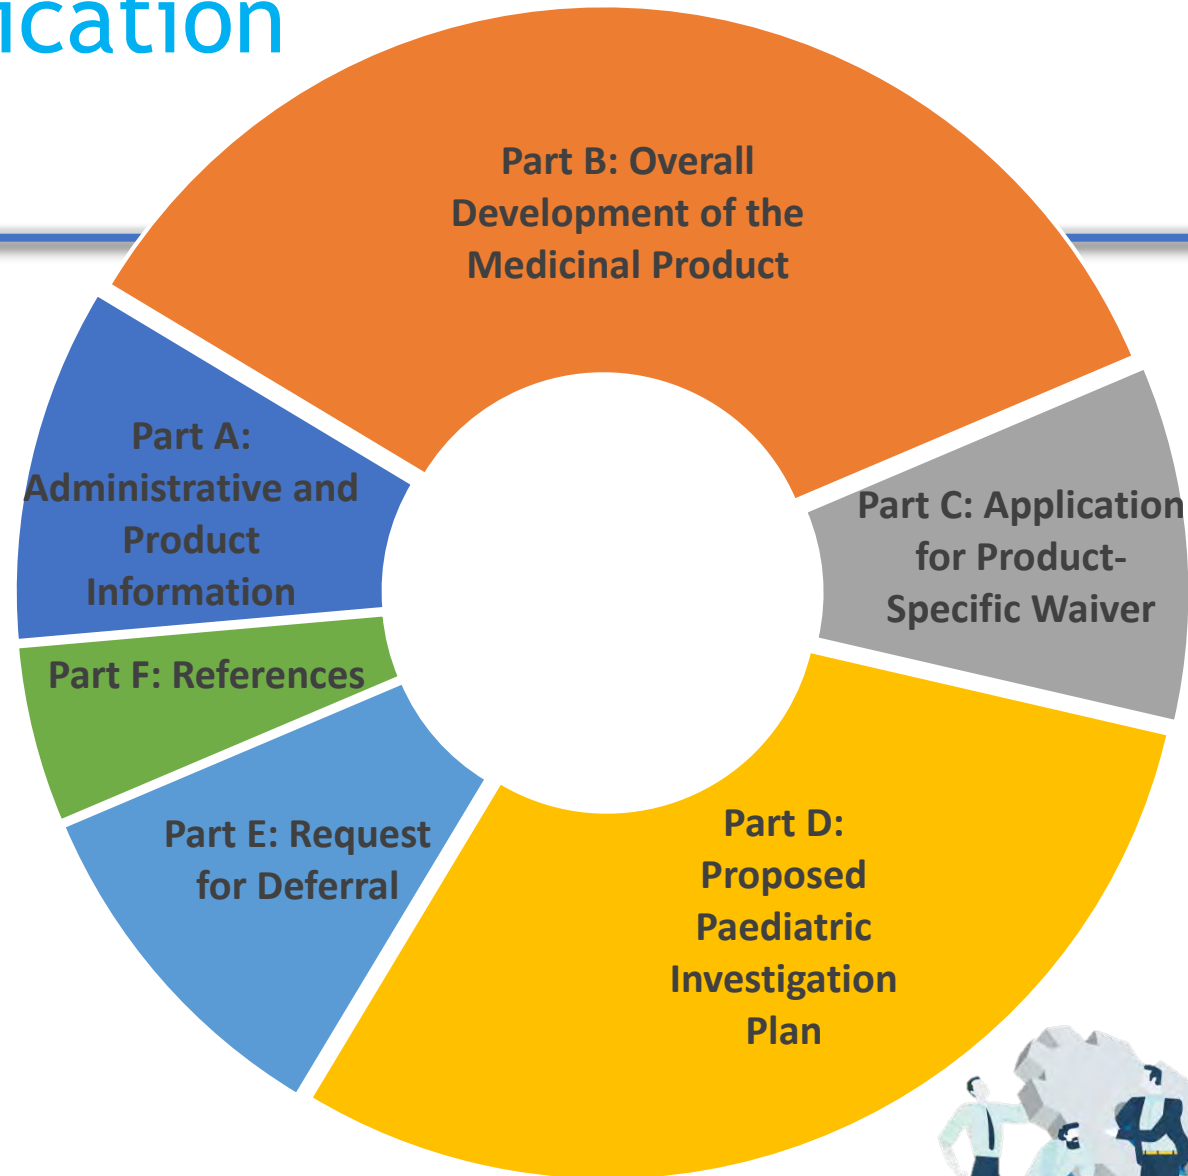 ication
Part B: Overall
Development of the
Medicinal Product
Part A:
Administrative and
Product
Information
Part C: Application
for Product-
Specific Waiver
Part F: References
Part E: Request
for Deferral
Part D:
Proposed
Paediatric
Investigation
Plan